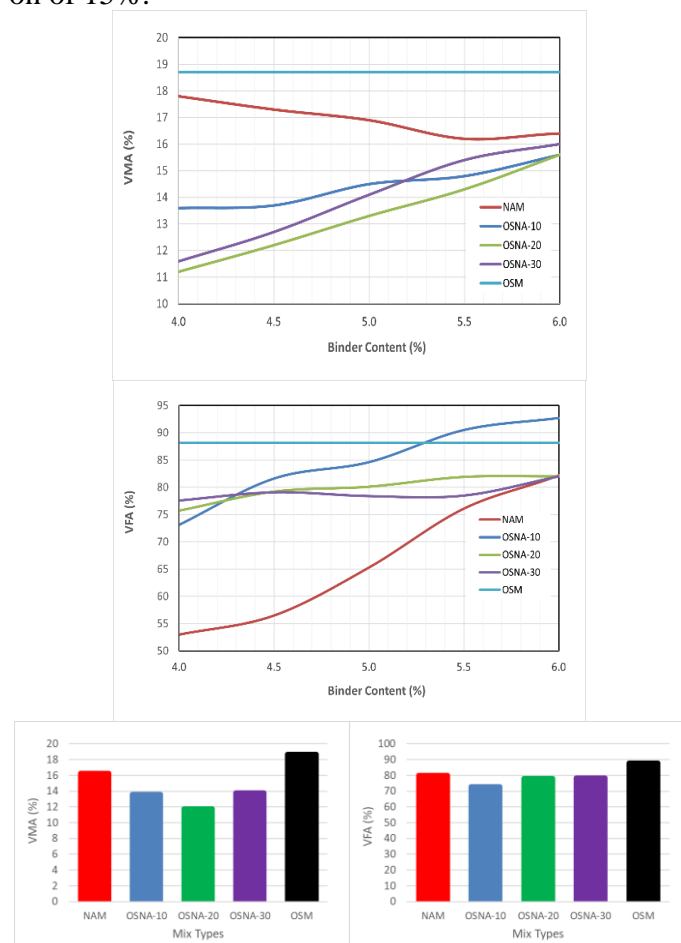 on of 15%.
20
19
18
17
16
15
14
13
12
11
10
VMA (%)
NAM
OSNA-10
OSNA-20
OSNA-30
OSM
4.0 4.5 5.0 5.5 6.0
Binder Content (%)
95
90
85
80
75
70
65
60
55
50
VFA (%)
NAM
OSNA-10
OSNA-20
OSNA-30
OSM
4.0 4.5 5.0 5.5 6.0
Binder Content (%)
20
18
16
14
12
10
8
6
4
2
0
VMA (%)
NAM OSNA-10 OSNA-20 OSNA-30 OSM
Mix Types
100
90
80
70
60
50
40
30
20
10
0
VFA (%)
NAM OSNA-10 OSNA-20 OSNA-30 OSM
Mix Types